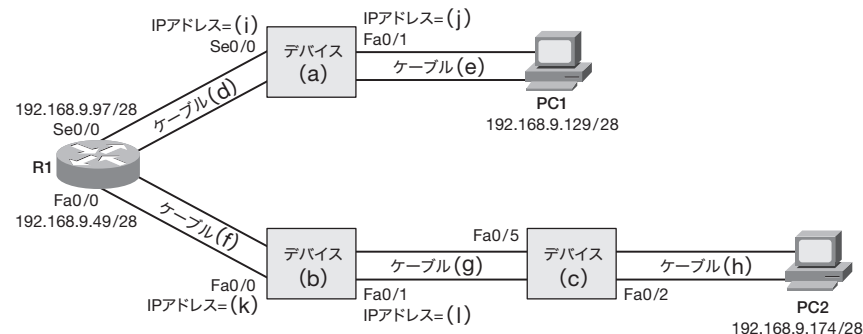 IPアドレス=(i)
Se0/0
デバイス
(a)
IPアドレス=(j)
Fa0/1
ケーブル(e)
PC1
192.168.9.129/28
ケーブル(d)
192.168.9.97/28
Se0/0
R1
Fa0/0
192.168.9.49/28
ケーブル(f)
Fa0/0
IPアドレス=(k)
デバイス
(b)
ケーブル(g)
Fa0/1
IPアドレス=(l)
Fa0/5
デバイス
(c)
ケーブル(h)
Fa0/2
PC2
192.168.9.174/28